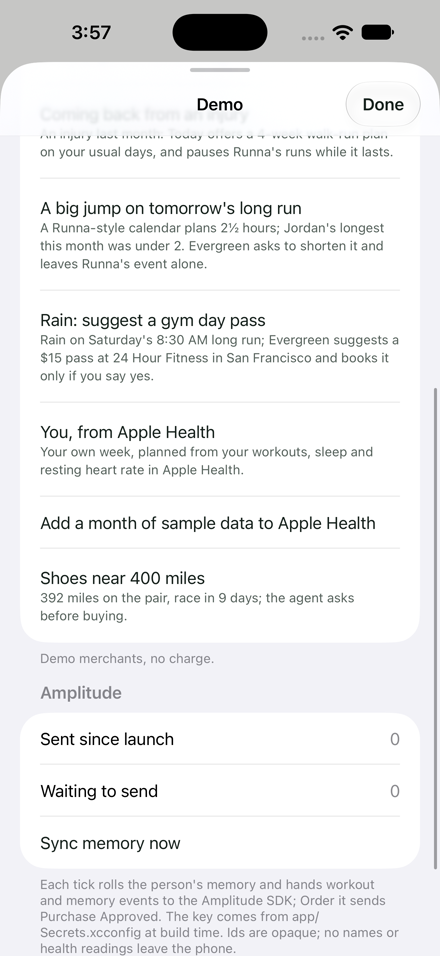 3:57
Demo
Done
Coming back from an injury
An injury last month: Today offers a 4-week walk-run plan
on your usual days, and pauses Runna's runs while it lasts.
A big jump on tomorrow's long run
A Runna-style calendar plans 2½ hours; Jordan's longest
this month was under 2. Evergreen asks to shorten it and
leaves Runna's event alone.
Rain: suggest a gym day pass
Rain on Saturday's 8:30 AM long run; Evergreen suggests a
$15 pass at 24 Hour Fitness in San Francisco and books it
only if you say yes.
You, from Apple Health
Your own week, planned from your workouts, sleep and
resting heart rate in Apple Health.
Add a month of sample data to Apple Health
Shoes near 400 miles
392 miles on the pair, race in 9 days; the agent asks
before buying.
Demo merchants, no charge.
Amplitude
Sent since launch 0
Waiting to send 0
Sync memory now
Each tick rolls the person's memory and hands workout
and memory events to the Amplitude SDK; Order it sends
Purchase Approved. The key comes from app/
Secrets.xcconfig at build time. Ids are opaque; no names or
health readings leave the phone.